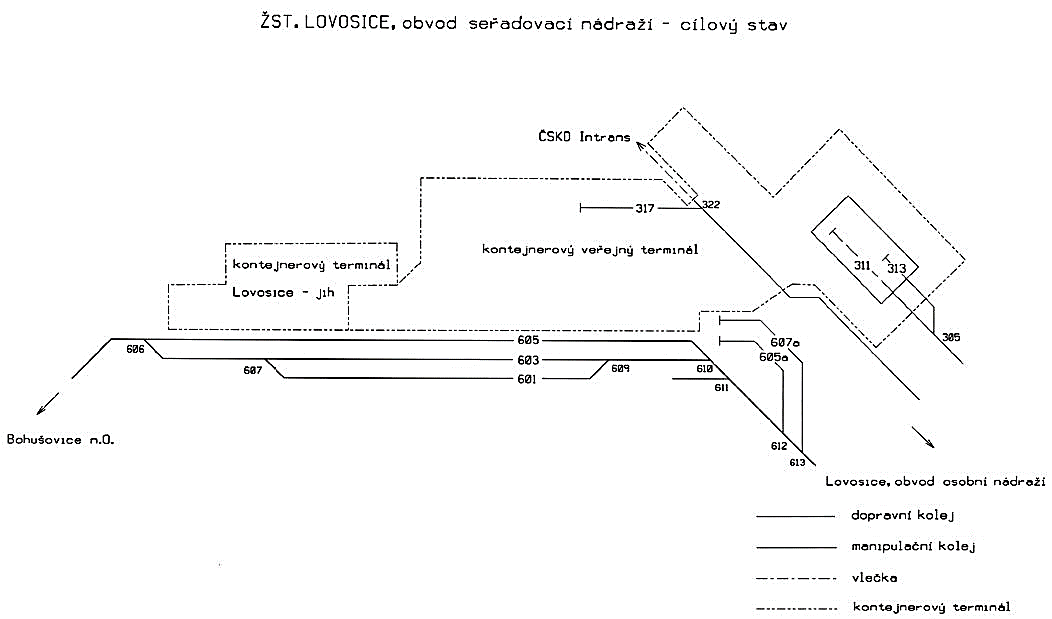 ŽST. LOVOSICE, obvod seřaďovací nádraží - cílový stav
ČSKD Intrans
322
317
kontejnerový veřejný terminál
kontejnerový terminál
Lovosice - jih
311
313
305
605
607a
606
603
605a
607
609
610
601
611
Bohušovice n.O.
612
613
Lovosice, obvod osobní nádraží
dopravní kolej
manipulační kolej
vlečka
kontejnerový terminál